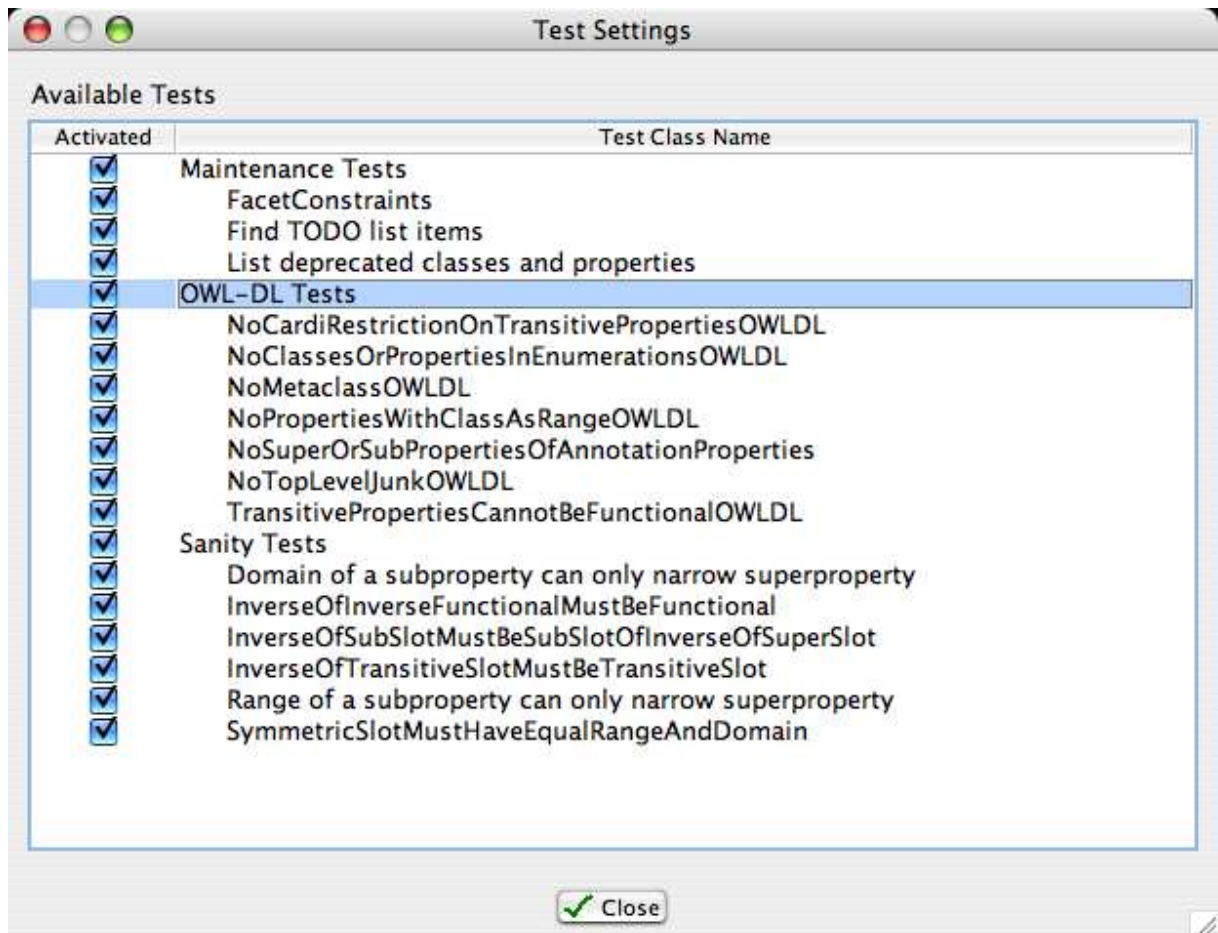 Test Settings
Available Tests
Activated Test Class Name
Maintenance Tests
FacetConstraints
Find TODO list items
List deprecated classes and properties
OWL-DL Tests
NoCardiRestrictionOnTransitivePropertiesOWLDL
NoClassesOrPropertiesInEnumerationsOWLDL
NoMetaclassOWLDL
NoPropertiesWithClassAsRangeOWLDL
NoSuperOrSubPropertiesOfAnnotationProperties
NoTopLevelJunkOWLDL
TransitivePropertiesCannotBeFunctionalOWLDL
Sanity Tests
Domain of a subproperty can only narrow superproperty
InverseOfInverseFunctionalMustBeFunctional
InverseOfSubSlotMustBeSubSlotOfInverseOfSuperSlot
InverseOfTransitiveSlotMustBeTransitiveSlot
Range of a subproperty can only narrow superproperty
SymmetricSlotMustHaveEqualRangeAndDomain
Close